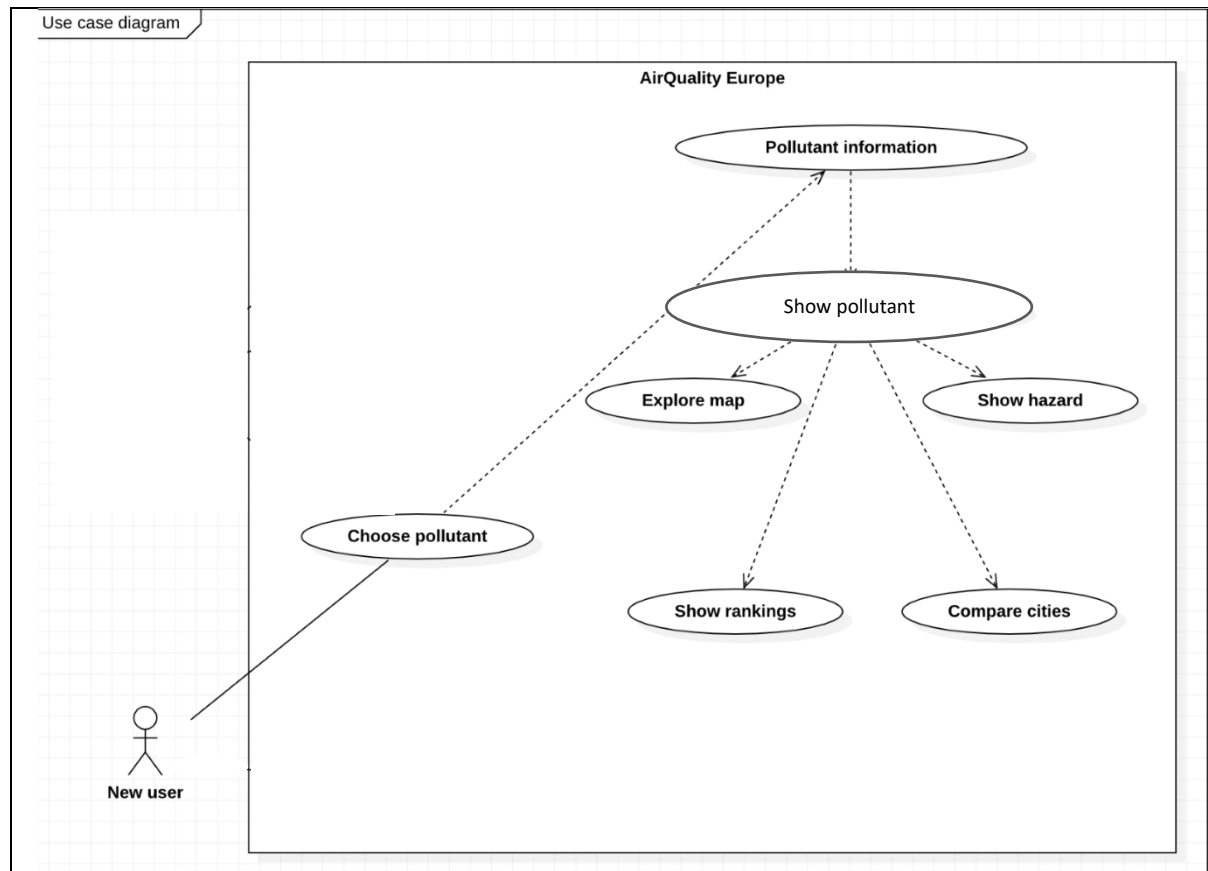 Use case diagram
AirQuality Europe
Pollutant information
Show pollutant
Explore map
Show hazard
Choose pollutant
Show rankings
Compare cities
New user